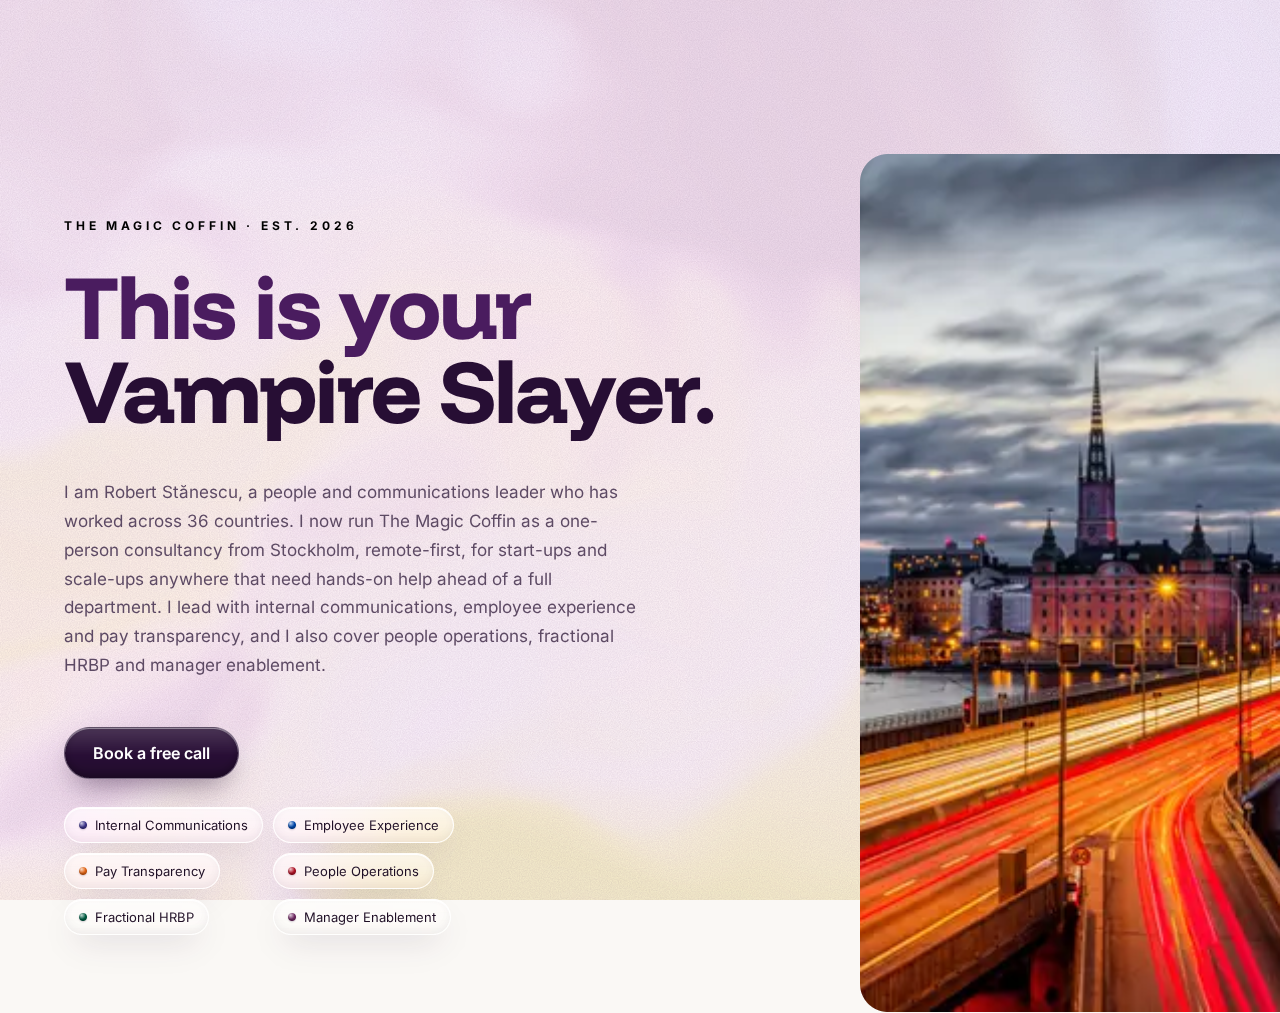 THE MAGIC COFFIN · EST. 2026
This is your
Vampire Slayer.
I am Robert Stănescu, a people and communications leader who has
worked across 36 countries. I now run The Magic Coffin as a one-
person consultancy from Stockholm, remote-first, for start-ups and
scale-ups anywhere that need hands-on help ahead of a full
department. I lead with internal communications, employee experience
and pay transparency, and I also cover people operations, fractional
HRBP and manager enablement.
Book a free call
Internal Communications
Employee Experience
Pay Transparency
People Operations
Fractional HRBP
Manager Enablement